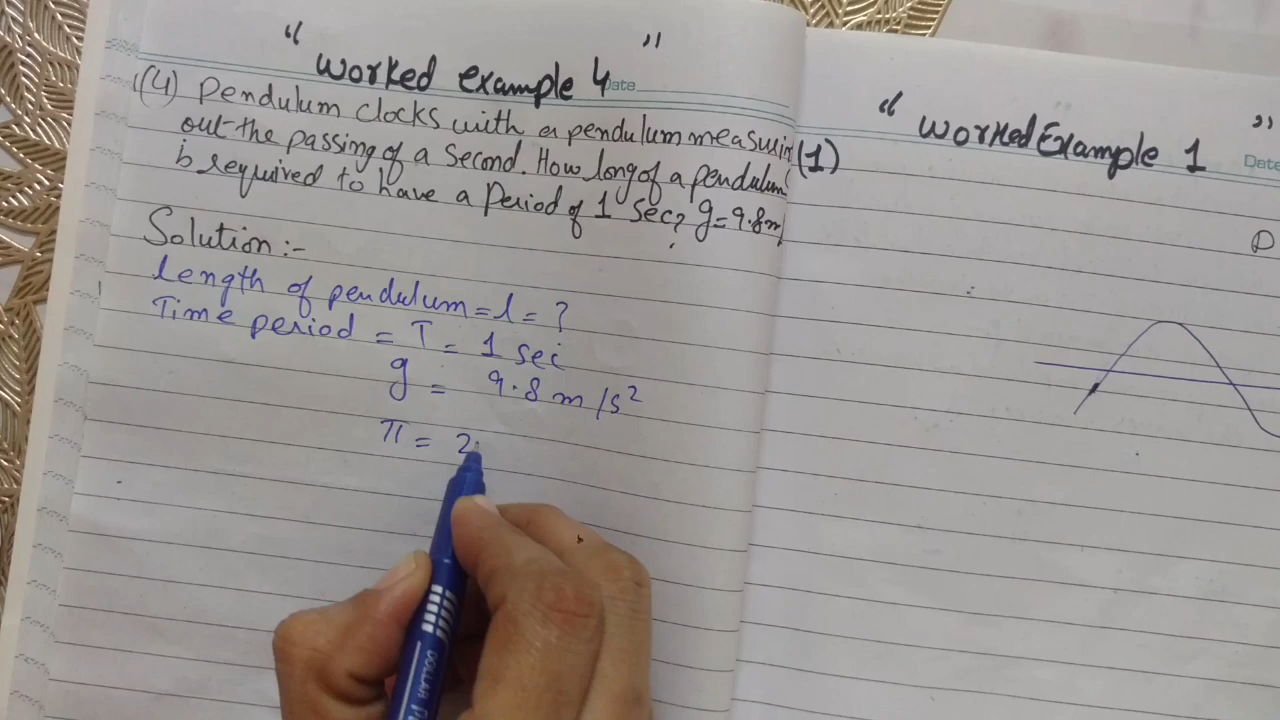 " Worked example 4 "
Date
(4) Pendulum clocks with a pendulum measurin
out the passing of a second. How long of a pendulum
is required to have a Period of 1 sec? g=9.8m/
Solution:-
length of pendulum = l = ?
Time period = T = 1 sec
g = 9.8 m/s²
π = 2
DOLLAR
" Worked Example 1 "
Date
(1)
D